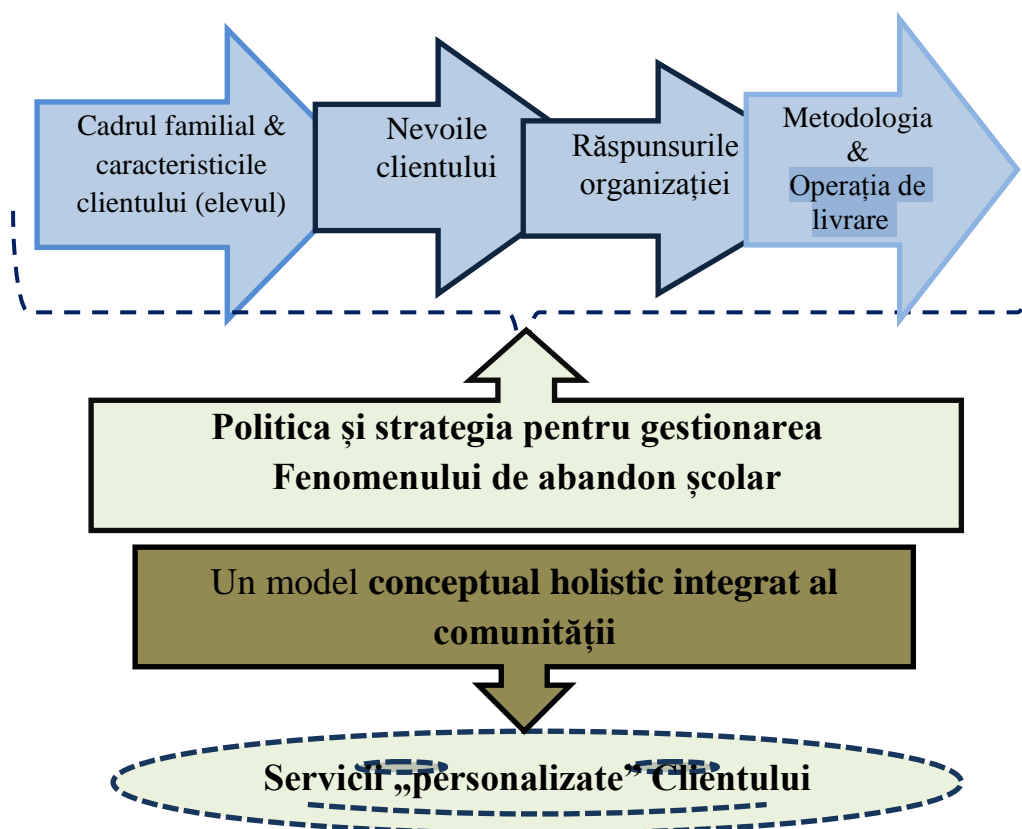 Cadrul familial &
caracteristicile
clientului (elevul)
Nevoile
clientului
Răspunsurile
organizației
Metodologia
&
Operația de
livrare
Politica și strategia pentru gestionarea
Fenomenului de abandon școlar
Un model conceptual holistic integrat al
comunității
Servicii „personalizate” Clientului